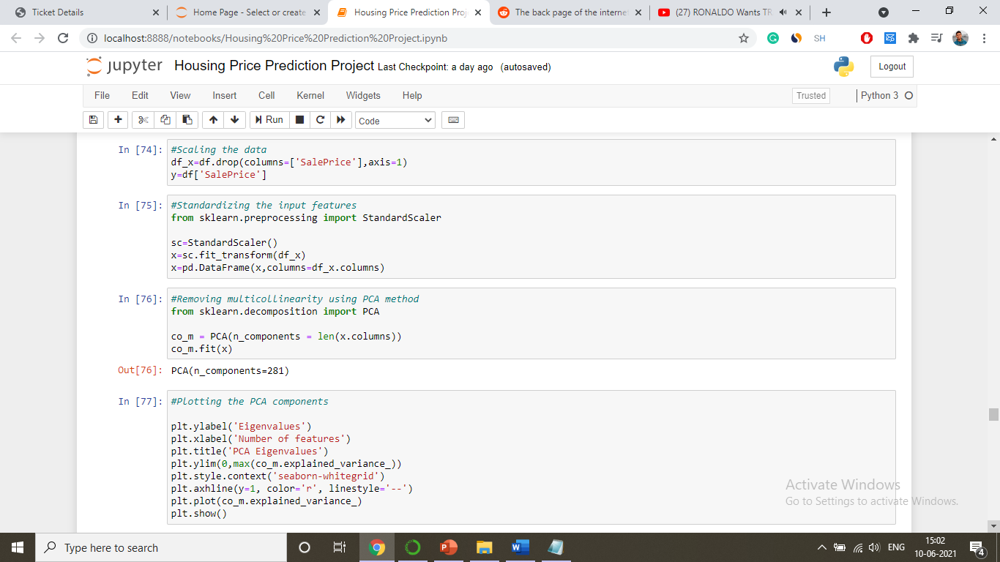 Ticket Details
Home Page - Select or create
Housing Price Prediction Proj
The back page of the internet
(27) RONALDO Wants TR
localhost:8888/notebooks/Housing%20Price%20Prediction%20Project.ipynb
SH
jupyter Housing Price Prediction Project Last Checkpoint: a day ago (autosaved)
Logout
File Edit View Insert Cell Kernel Widgets Help
Trusted
Python 3
Run
Code
In [74]:
#Scaling the data
df_x=df.drop(columns=['SalePrice'],axis=1)
y=df['SalePrice']
In [75]:
#Standardizing the input features
from sklearn.preprocessing import StandardScaler
sc=StandardScaler()
x=sc.fit_transform(df_x)
x=pd.DataFrame(x,columns=df_x.columns)
In [76]:
#Removing multicollinearity using PCA method
from sklearn.decomposition import PCA
co_m = PCA(n_components = len(x.columns))
co_m.fit(x)
Out[76]: PCA(n_components=281)
In [77]:
#Plotting the PCA components
plt.ylabel('Eigenvalues')
plt.xlabel('Number of features')
plt.title('PCA Eigenvalues')
plt.ylim(0,max(co_m.explained_variance_))
plt.style.context('seaborn-whitegrid')
plt.axhline(y=1, color='r', linestyle='--')
plt.plot(co_m.explained_variance_)
plt.show()
Activate Windows
Go to Settings to activate Windows.
Type here to search
ENG
15:02
10-06-2021
4